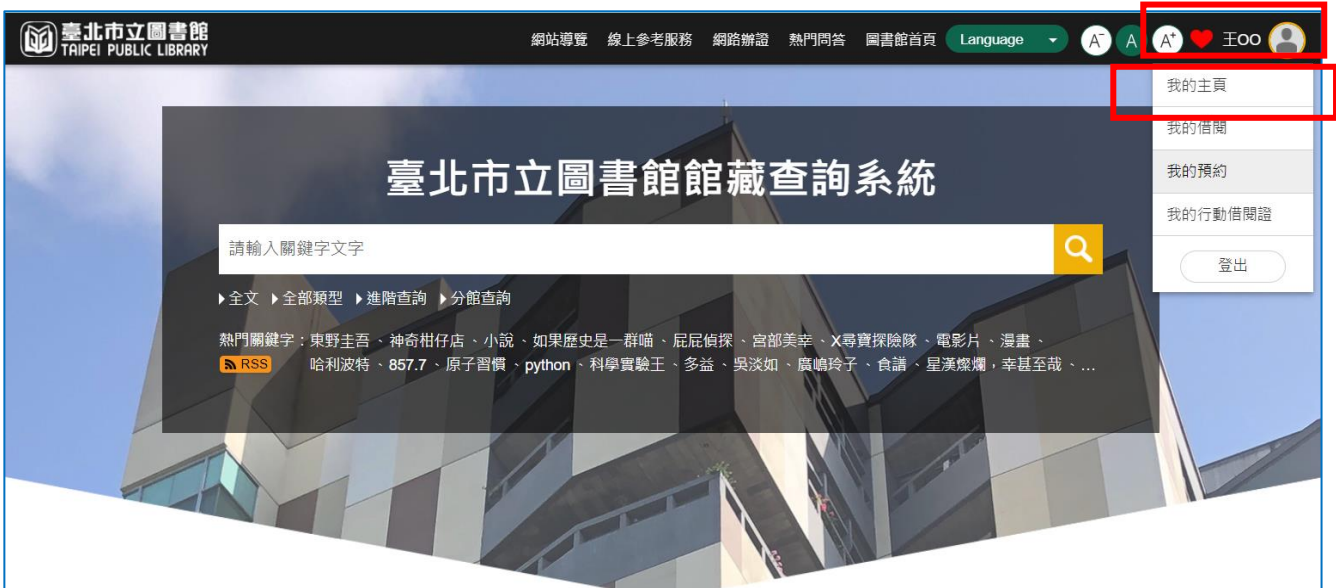 臺北市立圖書館
TAIPEI PUBLIC LIBRARY
網站導覽 線上參考服務 網路辦證 熱門問答 圖書館首頁 Language A- A A+ 王OO
我的主頁
我的借閱
我的預約
我的行動借閱證
登出
臺北市立圖書館館藏查詢系統
請輸入關鍵字文字
全文 全部類型 進階查詢 分館查詢
熱門關鍵字：東野圭吾、神奇柑仔店、小說、如果歷史是一群喵、屁屁偵探、宮部美幸、X尋寶探險隊、電影片、漫畫、
RSS 哈利波特、857.7、原子習慣、python、科學實驗王、多益、吳淡如、廣嶋玲子、食譜、星漢燦爛，幸甚至哉、...